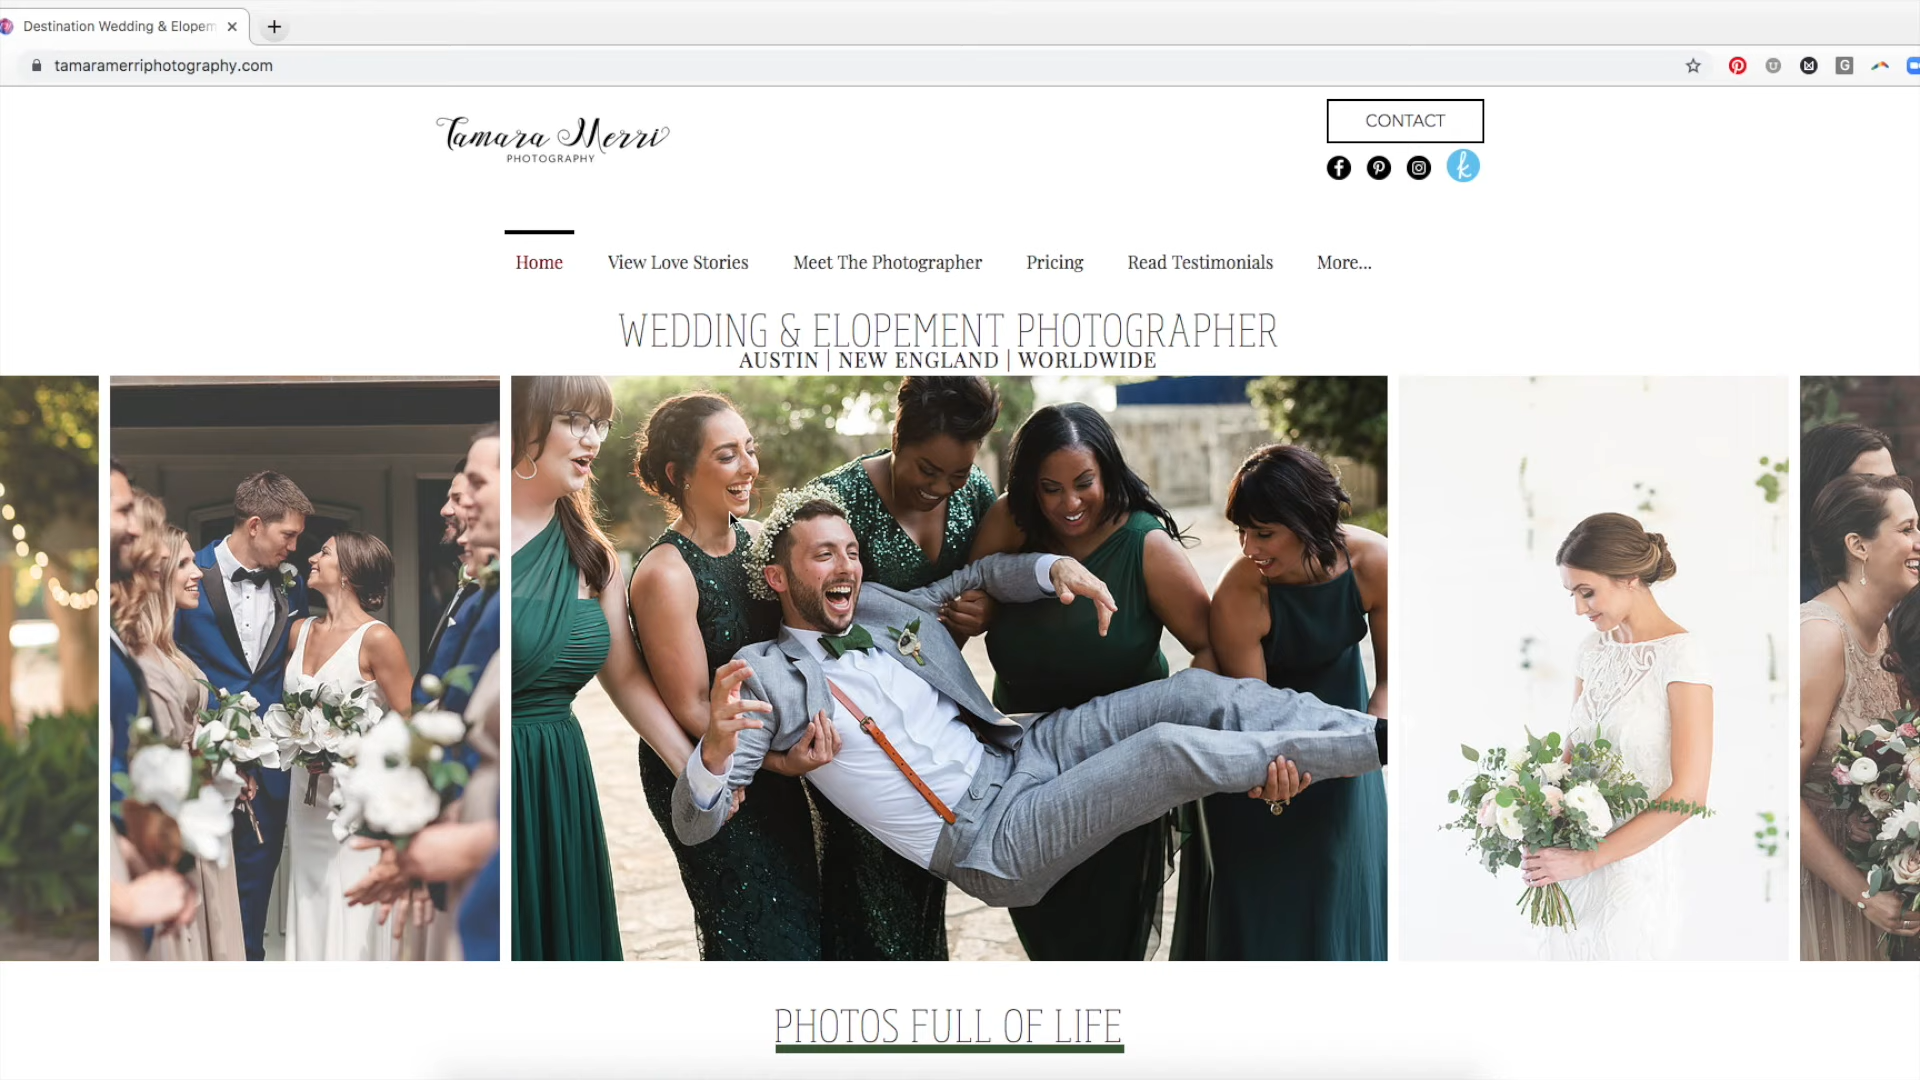 Destination Wedding & Elopem
tamaramerriphotography.com
Tamara Merri
PHOTOGRAPHY
CONTACT
Home View Love Stories Meet The Photographer Pricing Read Testimonials More...
WEDDING & ELOPEMENT PHOTOGRAPHER
AUSTIN | NEW ENGLAND | WORLDWIDE
PHOTOS FULL OF LIFE